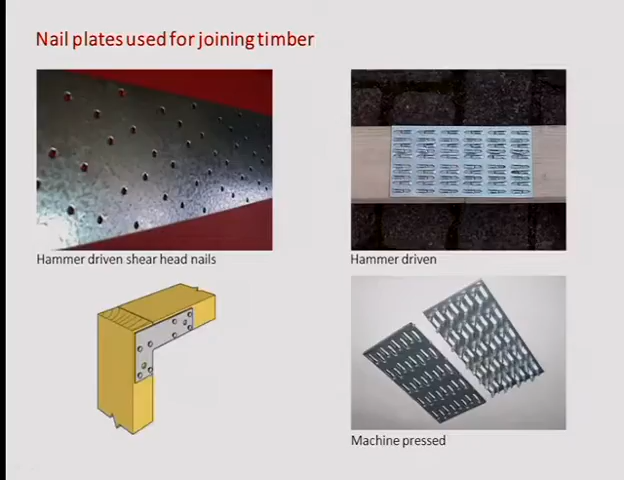 Nail plates used for joining timber
Hammer driven shear head nails
Hammer driven
Machine pressed